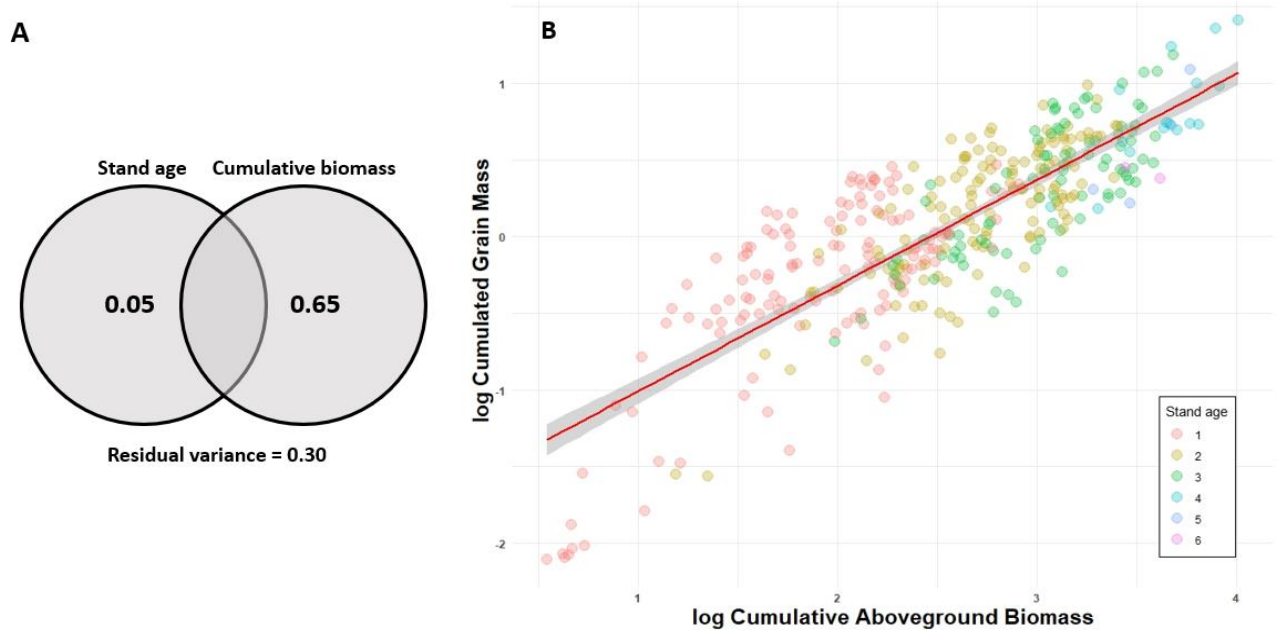 A
Stand age
Cumulative biomass
0.05
0.65
Residual variance = 0.30
B
log Cumulated Grain Mass
1
0
-1
-2
1
2
3
4
log Cumulative Aboveground Biomass
Stand age
1
2
3
4
5
6